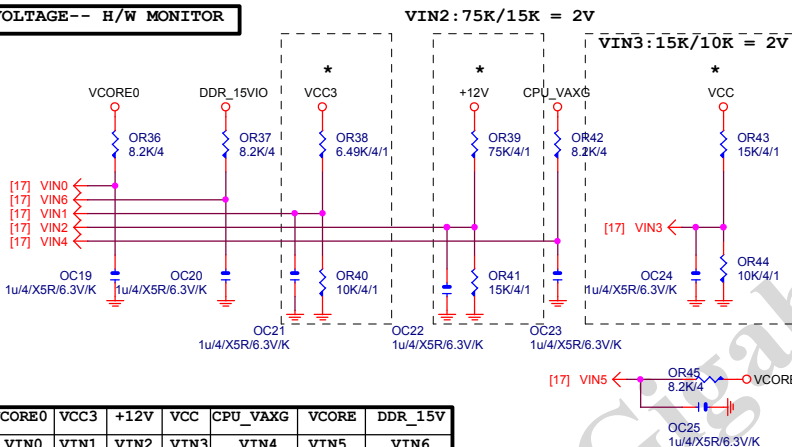 VOLTAGE-- H/W MONITOR
VIN2:75K/15K = 2V
VIN3:15K/10K = 2V
* * *
VCORE0 DDR_15VIO VCC3 +12V CPU_VAXG VCC
OR36
8.2K/4
OR37
8.2K/4
OR38
6.49K/4/1
OR39
75K/4/1
OR42
8.2K/4
OR43
15K/4/1
[17] VIN0
[17] VIN6
[17] VIN1
[17] VIN2
[17] VIN4
[17] VIN3
OC19
1u/4/X5R/6.3V/K
OC20
1u/4/X5R/6.3V/K
OR40
10K/4/1
OR41
15K/4/1
OC24
1u/4/X5R/6.3V/K
OR44
10K/4/1
OC21
1u/4/X5R/6.3V/K
OC22
1u/4/X5R/6.3V/K
OC23
1u/4/X5R/6.3V/K
[17] VIN5
OR45
8.2K/4
VCORE
OC25
1u/4/X5R/6.3V/K
VCORE0 VCC3 +12V VCC CPU_VAXG VCORE DDR_15V
VIN0 VIN1 VIN2 VIN3 VIN4 VIN5 VIN6
Gigab